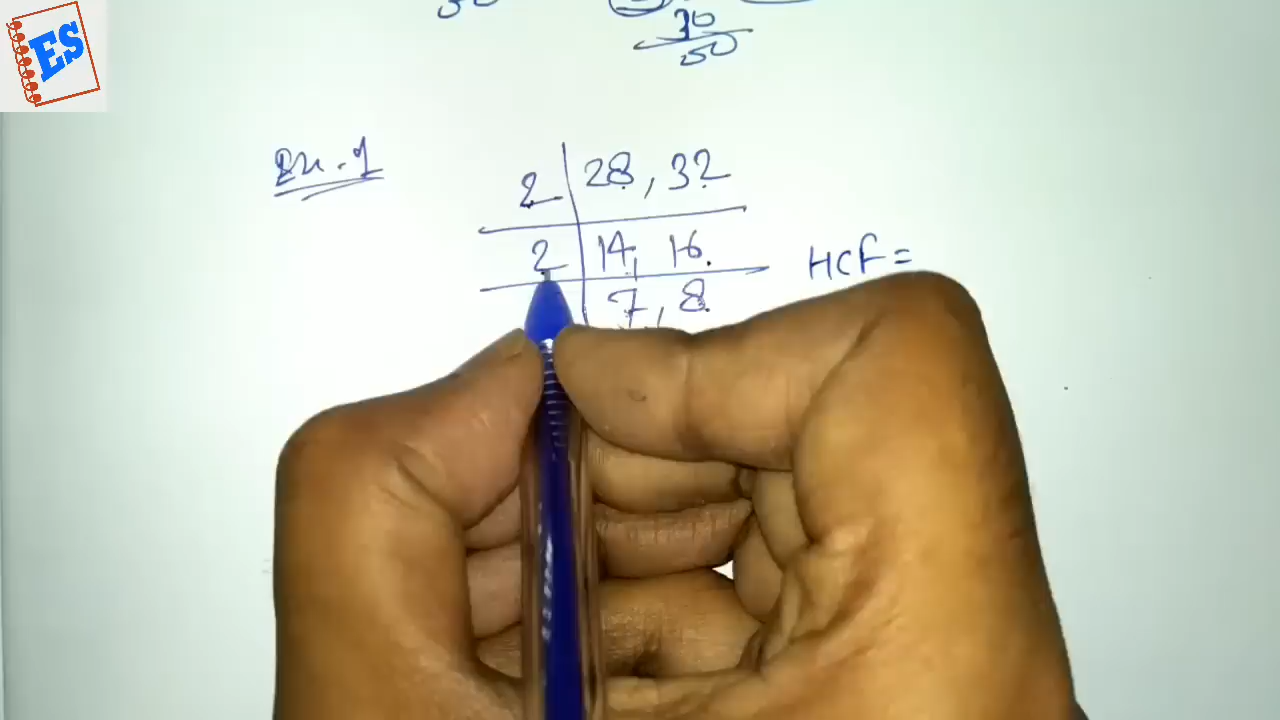 ES
30
50
Ex. 1
2 | 28, 32
2 | 14, 16
7, 8
HCF =